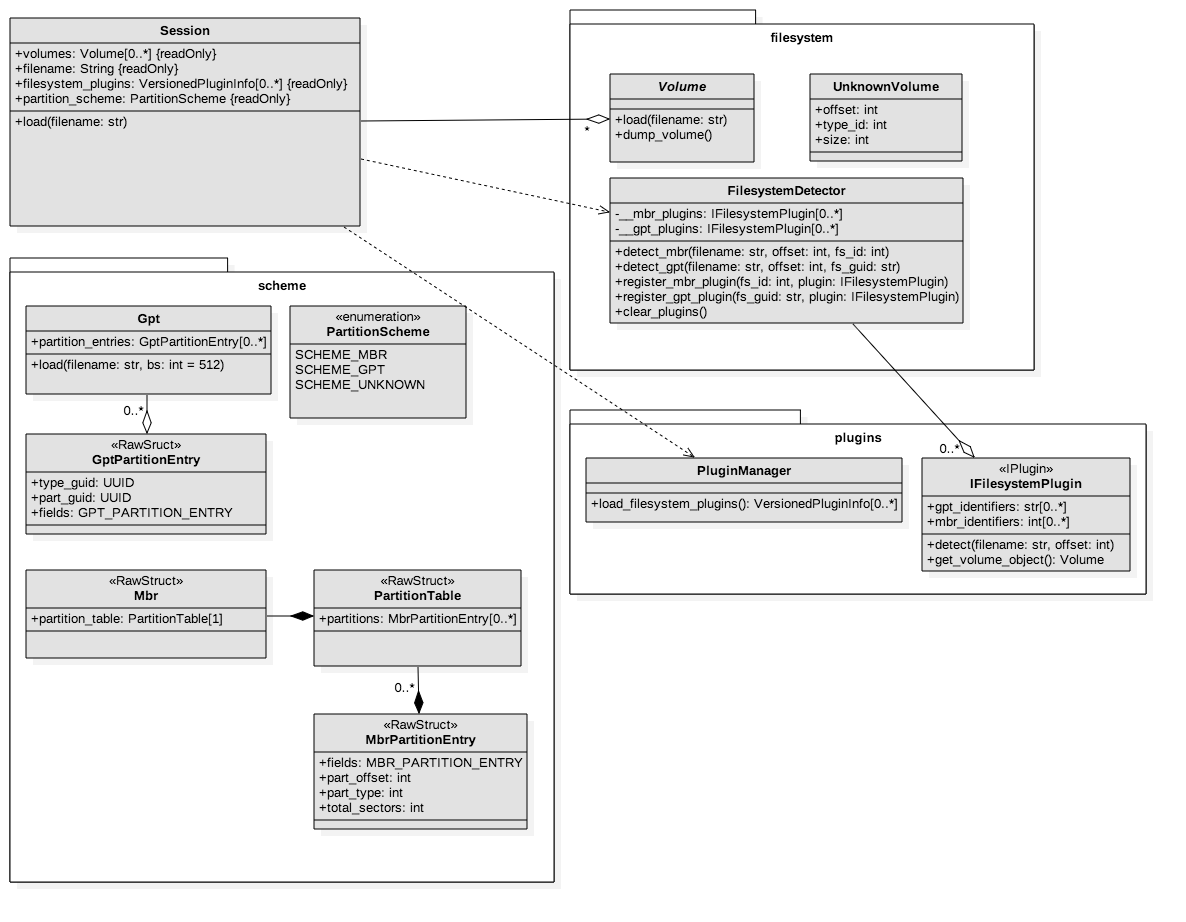 Session
+volumes: Volume[0..*] {readOnly}
+filename: String {readOnly}
+filesystem_plugins: VersionedPluginInfo[0..*] {readOnly}
+partition_scheme: PartitionScheme {readOnly}
+load(filename: str)
*
filesystem
Volume
+load(filename: str)
+dump_volume()
UnknownVolume
+offset: int
+type_id: int
+size: int
FilesystemDetector
-__mbr_plugins: IFilesystemPlugin[0..*]
-__gpt_plugins: IFilesystemPlugin[0..*]
+detect_mbr(filename: str, offset: int, fs_id: int)
+detect_gpt(filename: str, offset: int, fs_guid: str)
+register_mbr_plugin(fs_id: int, plugin: IFilesystemPlugin)
+register_gpt_plugin(fs_guid: str, plugin: IFilesystemPlugin)
+clear_plugins()
scheme
Gpt
+partition_entries: GptPartitionEntry[0..*]
+load(filename: str, bs: int = 512)
«enumeration»
PartitionScheme
SCHEME_MBR
SCHEME_GPT
SCHEME_UNKNOWN
0..*
«RawSruct»
GptPartitionEntry
+type_guid: UUID
+part_guid: UUID
+fields: GPT_PARTITION_ENTRY
«RawStruct»
Mbr
+partition_table: PartitionTable[1]
«RawStruct»
PartitionTable
+partitions: MbrPartitionEntry[0..*]
0..*
«RawStruct»
MbrPartitionEntry
+fields: MBR_PARTITION_ENTRY
+part_offset: int
+part_type: int
+total_sectors: int
plugins
PluginManager
+load_filesystem_plugins(): VersionedPluginInfo[0..*]
0..*
«IPlugin»
IFilesystemPlugin
+gpt_identifiers: str[0..*]
+mbr_identifiers: int[0..*]
+detect(filename: str, offset: int)
+get_volume_object(): Volume